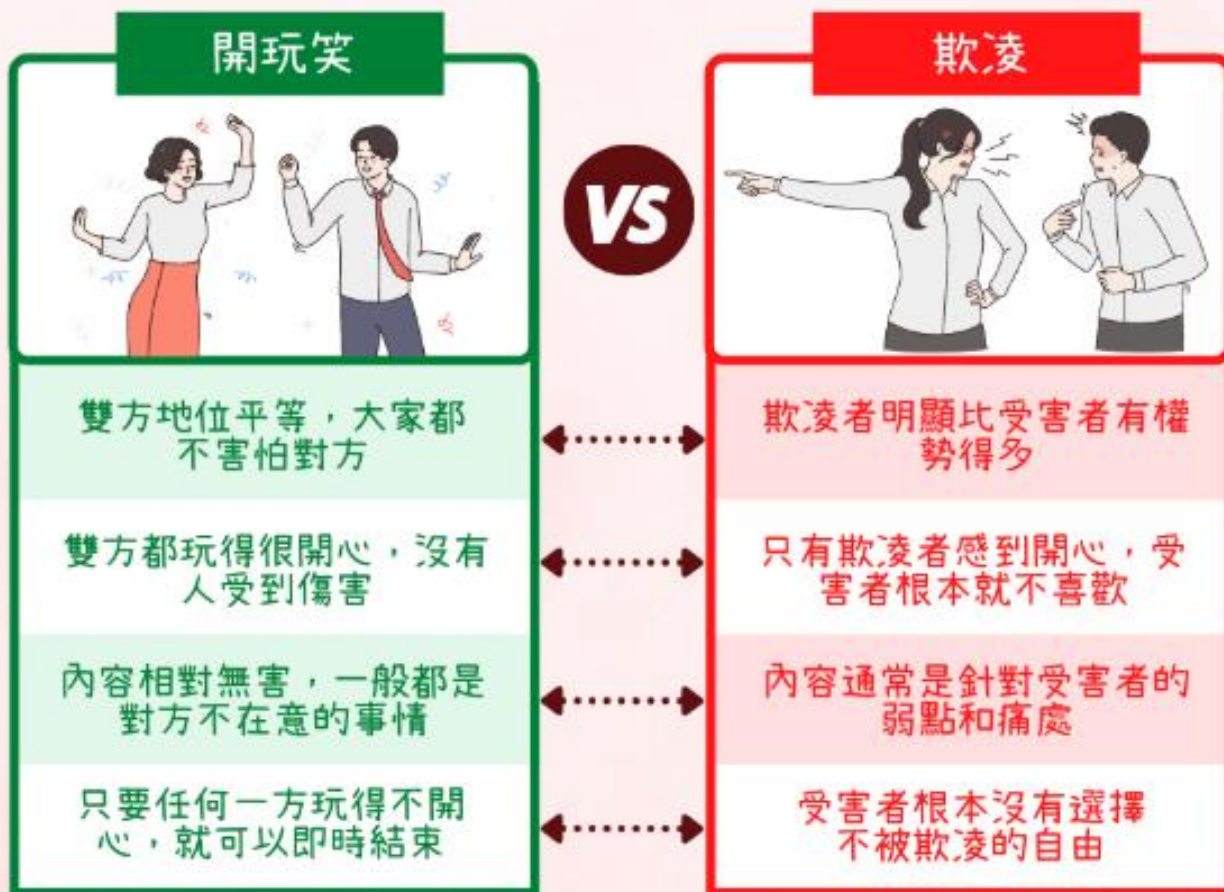 開玩笑
VS
欺凌
雙方地位平等，大家都
不害怕對方
欺凌者明顯比受害者有權
勢得多
雙方都玩得很開心，沒有
人受到傷害
只有欺凌者感到開心，受
害者根本就不喜歡
內容相對無害，一般都是
對方不在意的事情
內容通常是針對受害者的
弱點和痛處
只要任何一方玩得不開
心，就可以即時結束
受害者根本沒有選擇
不被欺凌的自由